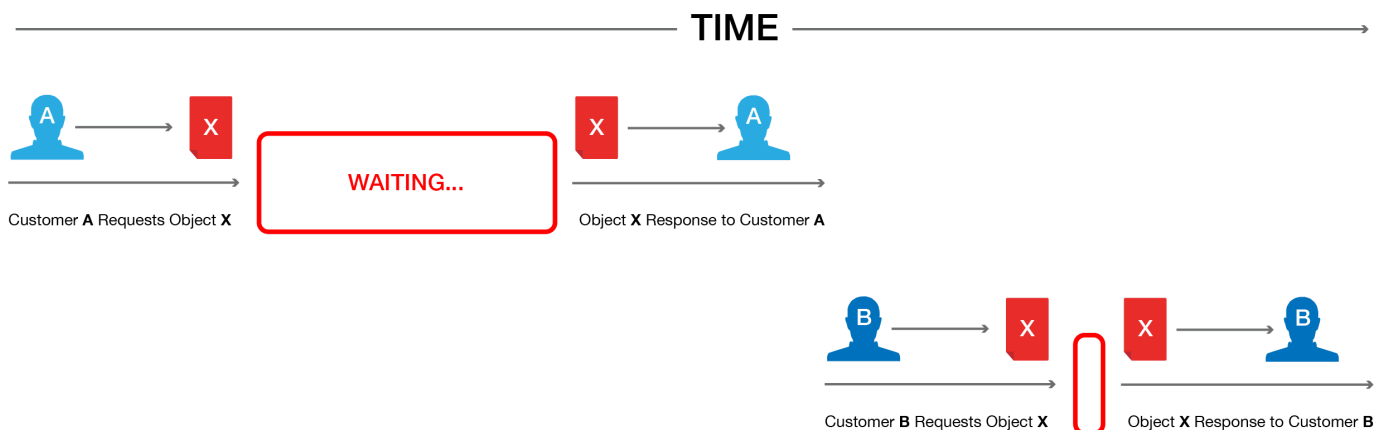 TIME
A
X
X
A
WAITING...
Customer A Requests Object X
Object X Response to Customer A
B
X
X
B
Customer B Requests Object X
Object X Response to Customer B